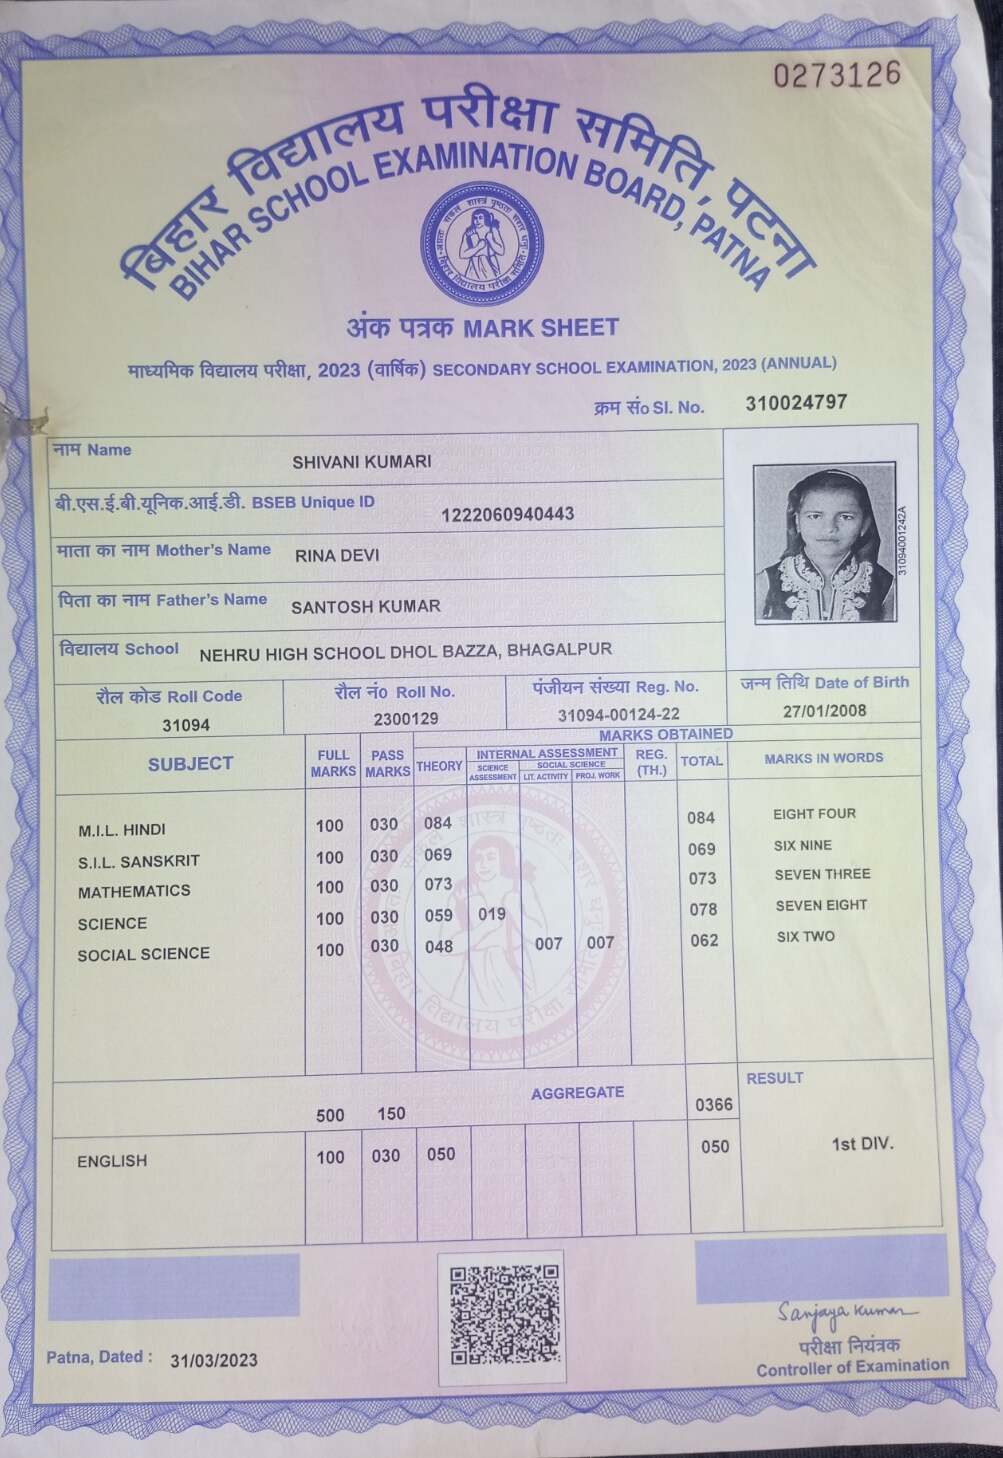 0273126
बिहार विद्यालय परीक्षा समिति, पटना
BIHAR SCHOOL EXAMINATION BOARD, PATNA
अंक पत्रक MARK SHEET
माध्यमिक विद्यालय परीक्षा, 2023 (वार्षिक) SECONDARY SCHOOL EXAMINATION, 2023 (ANNUAL)
क्रम सं० Sl. No. 310024797
नाम Name SHIVANI KUMARI
बी.एस.ई.बी.यूनिक.आई.डी. BSEB Unique ID 1222060940443
माता का नाम Mother's Name RINA DEVI
पिता का नाम Father's Name SANTOSH KUMAR
विद्यालय School NEHRU HIGH SCHOOL DHOL BAZZA, BHAGALPUR
31094001242A
रौल कोड Roll Code रौल नं० Roll No. पंजीयन संख्या Reg. No. जन्म तिथि Date of Birth
31094 2300129 31094-00124-22 27/01/2008
MARKS OBTAINED
SUBJECT FULL MARKS PASS MARKS THEORY INTERNAL ASSESSMENT REG. (TH.) TOTAL MARKS IN WORDS
SCIENCE ASSESSMENT SOCIAL SCIENCE
LIT. ACTIVITY PROJ. WORK
M.I.L. HINDI 100 030 084 084 EIGHT FOUR
S.I.L. SANSKRIT 100 030 069 069 SIX NINE
MATHEMATICS 100 030 073 073 SEVEN THREE
SCIENCE 100 030 059 019 078 SEVEN EIGHT
SOCIAL SCIENCE 100 030 048 007 007 062 SIX TWO
AGGREGATE RESULT
500 150 0366
ENGLISH 100 030 050 050 1st DIV.
Sanjaya Kumar
Patna, Dated : 31/03/2023
परीक्षा नियंत्रक
Controller of Examination